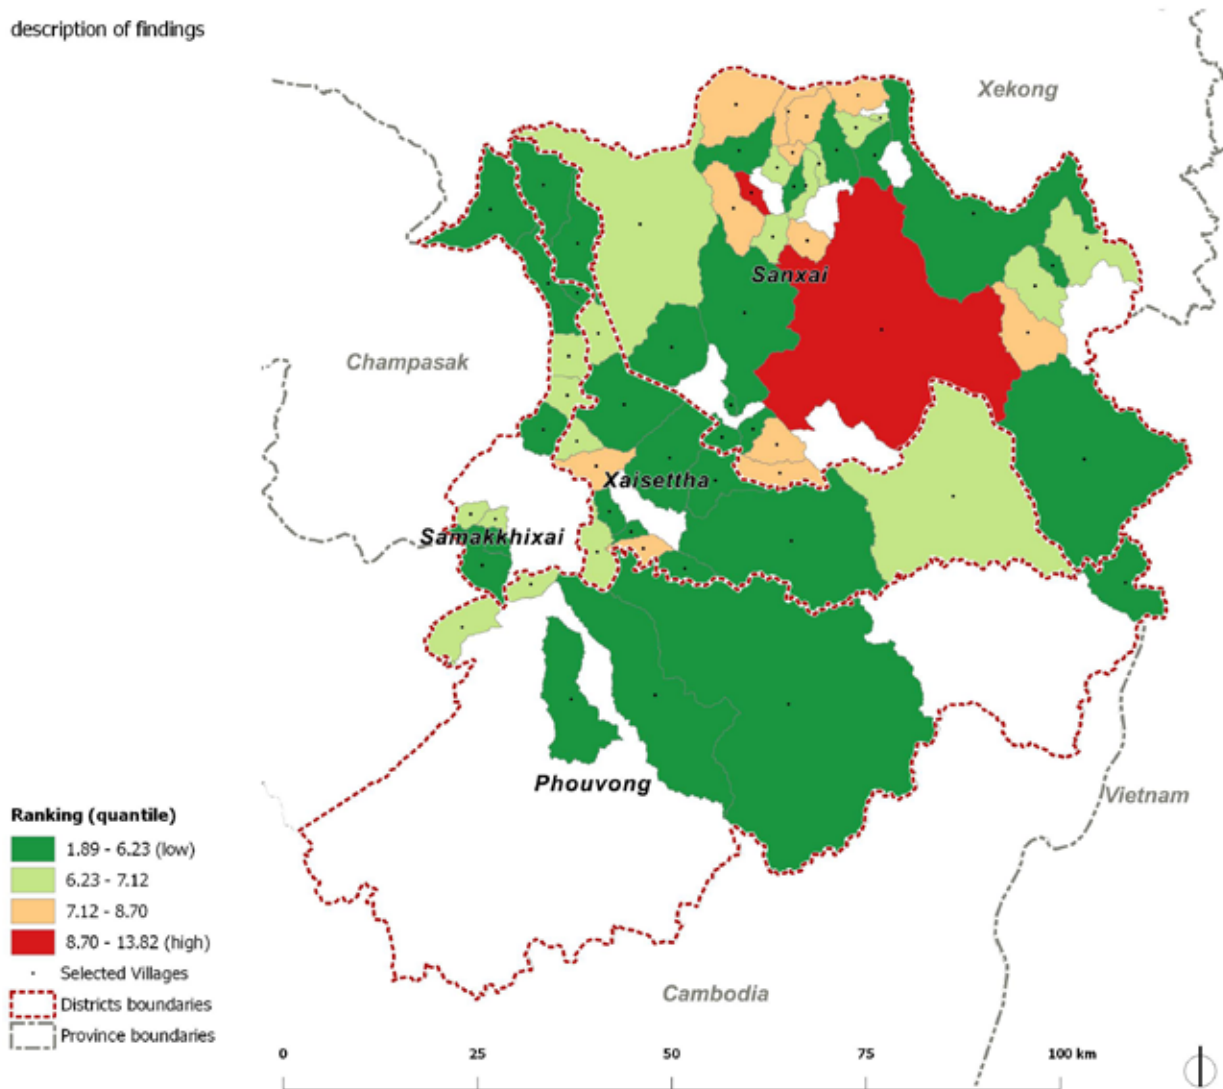 description of findings
Xekong
Sanxai
Champasak
Xaisettha
Samakkhixai
Phouvong
Vietnam
Cambodia
Ranking (quantile)
1.89 - 6.23 (low)
6.23 - 7.12
7.12 - 8.70
8.70 - 13.82 (high)
Selected Villages
Districts boundaries
Province boundaries
0 25 50 75 100 km